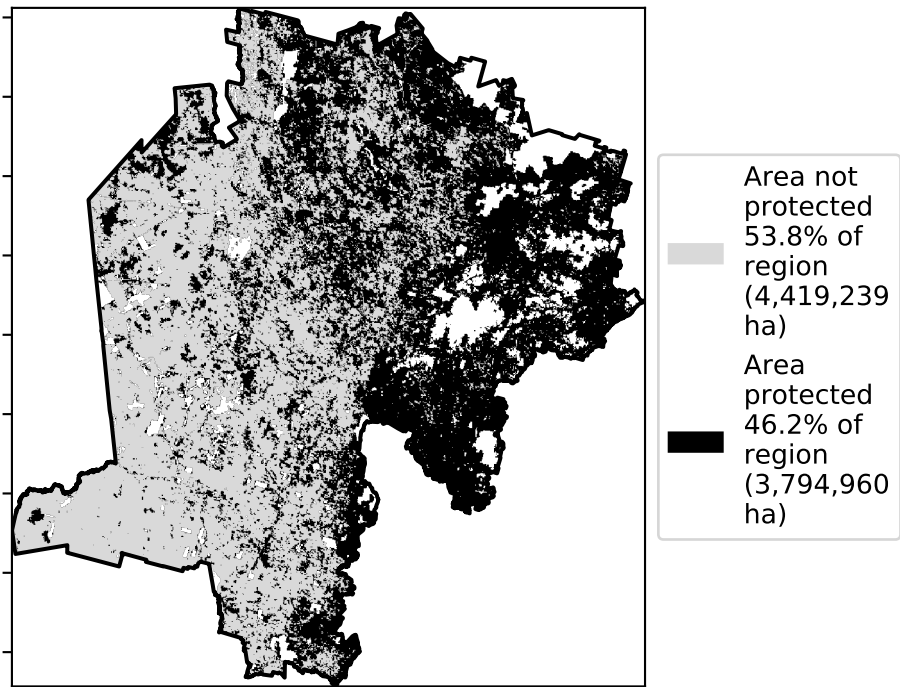 Area not
protected
53.8% of
region
(4,419,239
ha)
Area
protected
46.2% of
region
(3,794,960
ha)